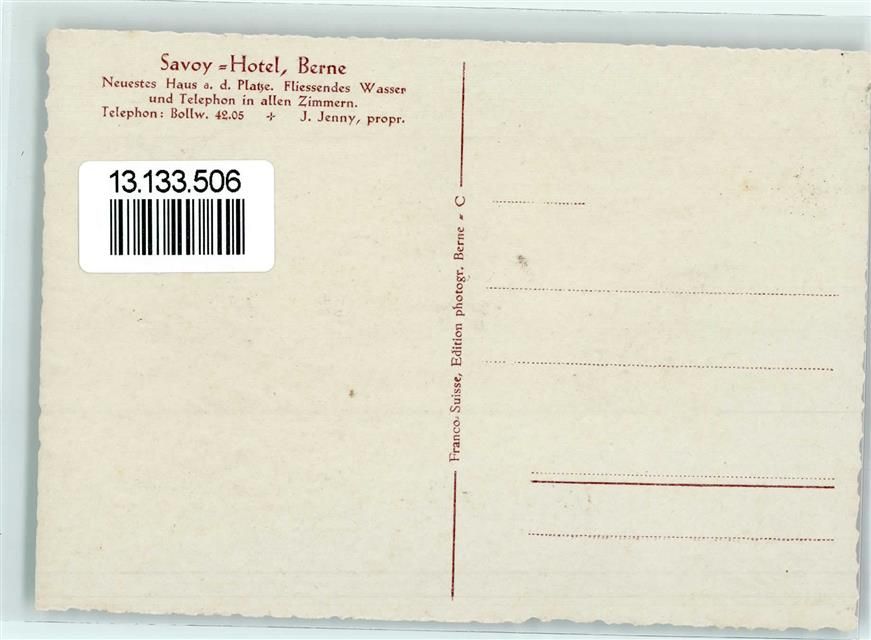 Savoy=Hotel, Berne
Neuestes Haus a. d. Platze. Fliessendes Wasser
und Telephon in allen Zimmern.
Telephon: Bollw. 42.05 ÷ J. Jenny, propr.
13.133.506
Franco-Suisse, Edition photogr. Berne - C